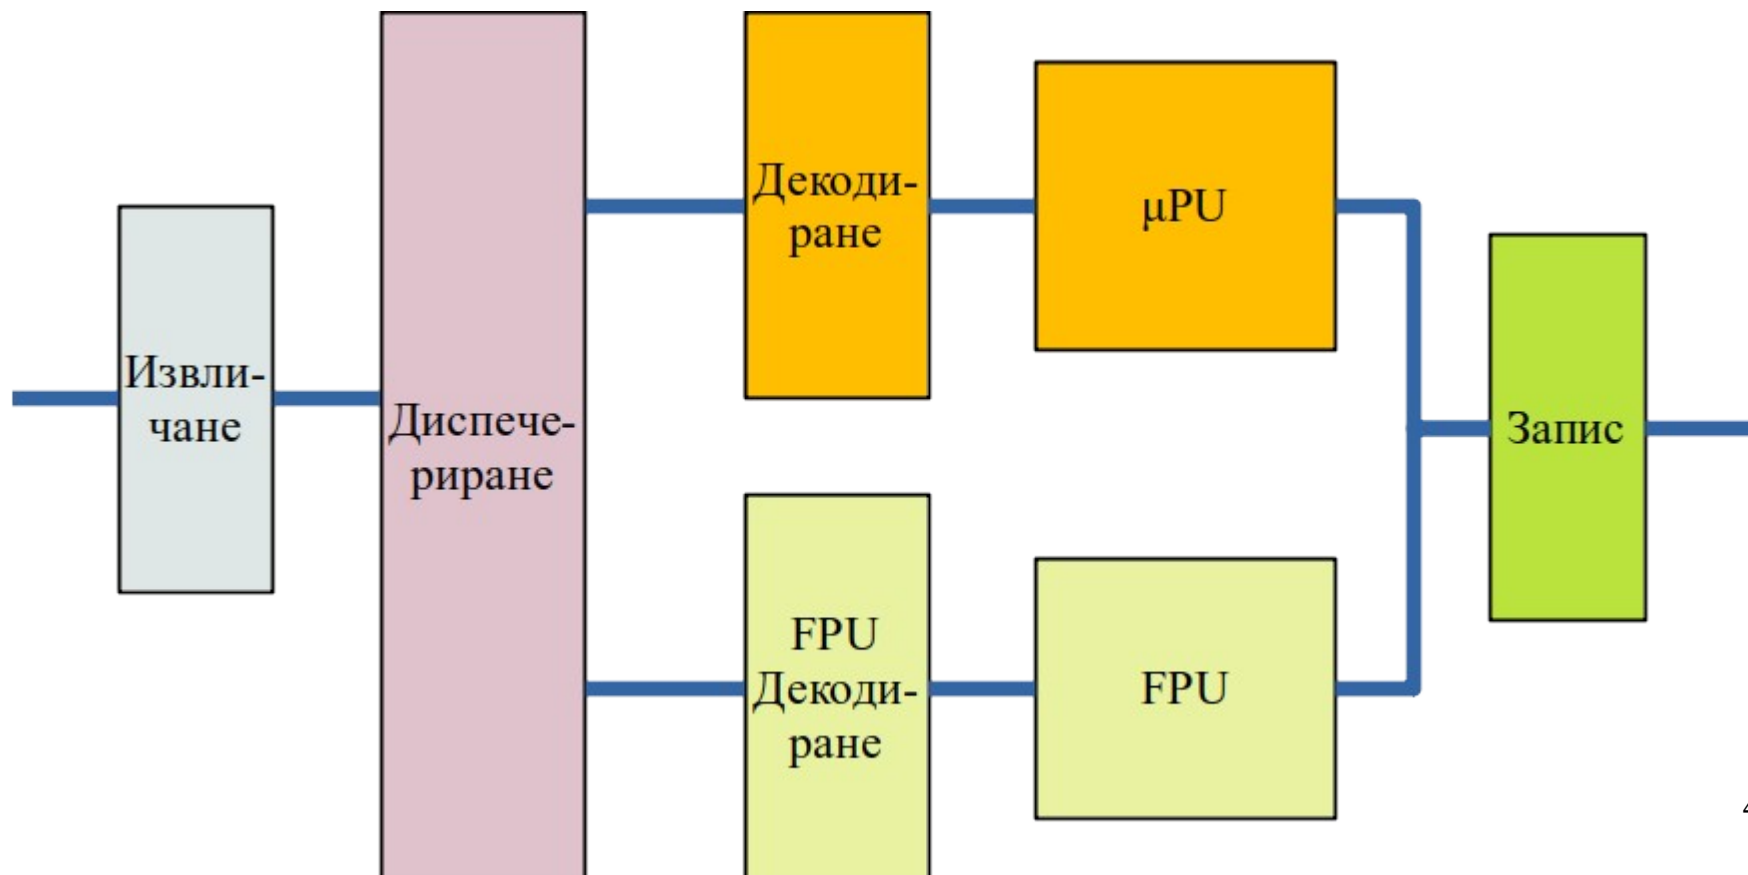 Извли-
чане
Диспече-
риране
Декоди-
ране
μPU
FPU
Декоди-
ране
FPU
Запис